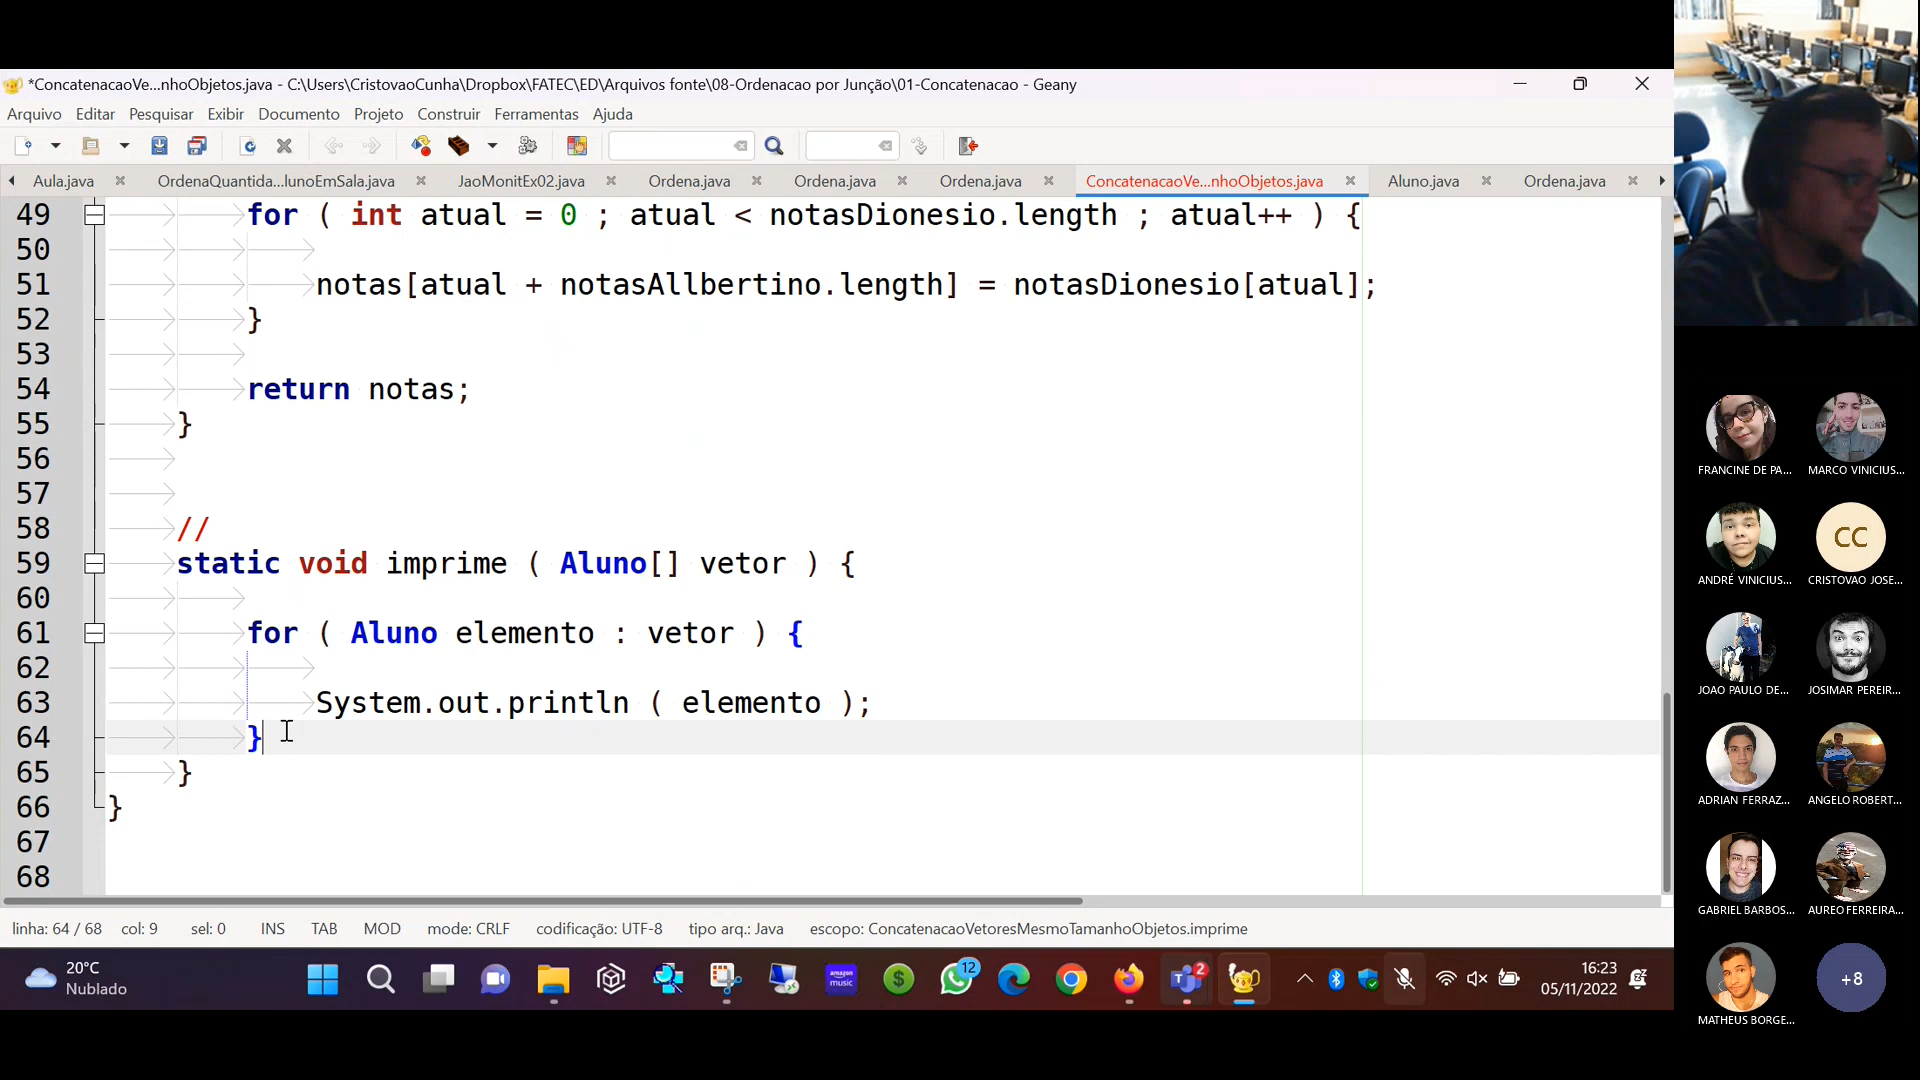 *ConcatenacaoVe...nhoObjetos.java - C:\Users\CristovaoCunha\Dropbox\FATEC\ED\Arquivos fonte\08-Ordenacao por Junção\01-Concatenacao - Geany
Arquivo Editar Pesquisar Exibir Documento Projeto Construir Ferramentas Ajuda
Aula.java OrdenaQuantida...lunoEmSala.java JaoMonitEx02.java Ordena.java Ordena.java Ordena.java ConcatenacaoVe...nhoObjetos.java Aluno.java Ordena.java
49 for ( int atual = 0 ; atual < notasDionesio.length ; atual++ ) {
50
51 notas[atual + notasAllbertino.length] = notasDionesio[atual];
52 }
53
54 return notas;
55 }
56
57
58 //
59 static void imprime ( Aluno[] vetor ) {
60
61 for ( Aluno elemento : vetor ) {
62
63 System.out.println ( elemento );
64 }
65 }
66 }
67
68
linha: 64 / 68 col: 9 sel: 0 INS TAB MOD mode: CRLF codificação: UTF-8 tipo arq.: Java escopo: ConcatenacaoVetoresMesmoTamanhoObjetos.imprime
20°C
Nublado
amazon music
$
12
2
16:23
05/11/2022
FRANCINE DE PA... MARCO VINICIUS...
CC
ANDRÉ VINICIUS... CRISTOVAO JOSE...
JOAO PAULO DE... JOSIMAR PEREIR...
ADRIAN FERRAZ... ANGELO ROBERT...
GABRIEL BARBOS... AUREO FERREIRA...
+8
MATHEUS BORGE...